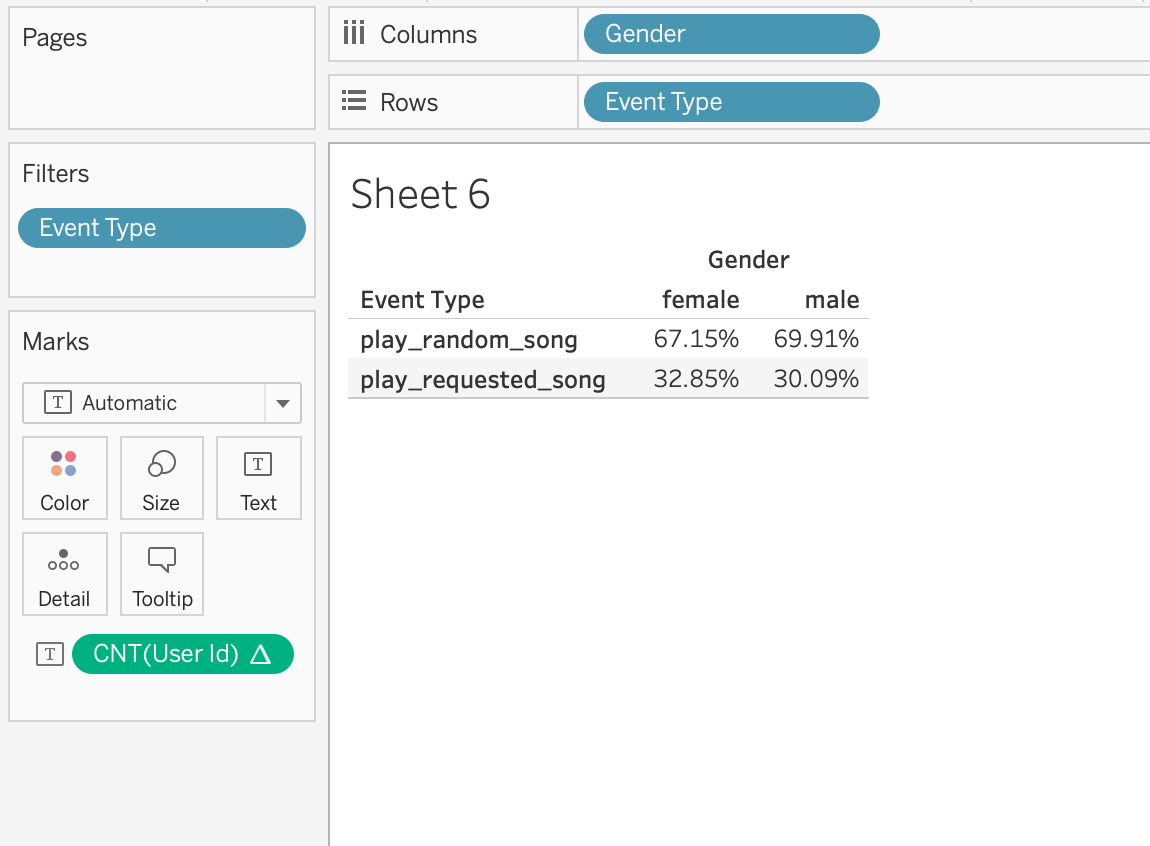 Pages
Columns
Gender
Rows
Event Type
Filters
Event Type
Marks
T Automatic
Color
Size
T
Text
Detail
Tooltip
T CNT(User Id) Δ
Sheet 6
Gender
Event Type female male
play_random_song 67.15% 69.91%
play_requested_song 32.85% 30.09%